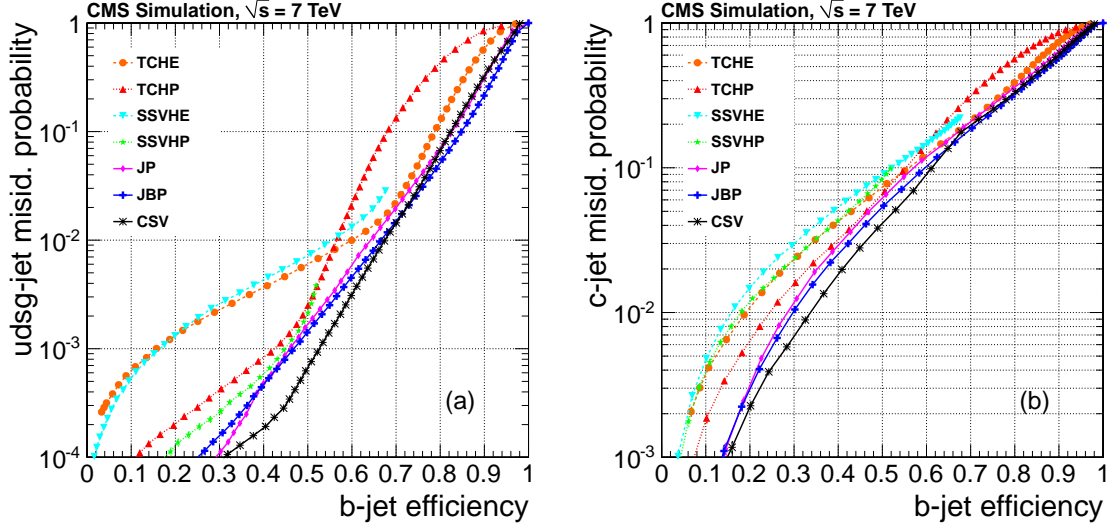 CMS Simulation, √s = 7 TeV
udsg-jet misid. probability
1
10⁻¹
10⁻²
10⁻³
10⁻⁴
TCHE
TCHP
SSVHE
SSVHP
JP
JBP
CSV
(a)
0 0.1 0.2 0.3 0.4 0.5 0.6 0.7 0.8 0.9 1
b-jet efficiency
CMS Simulation, √s = 7 TeV
c-jet misid. probability
1
10⁻¹
10⁻²
10⁻³
TCHE
TCHP
SSVHE
SSVHP
JP
JBP
CSV
(b)
0 0.1 0.2 0.3 0.4 0.5 0.6 0.7 0.8 0.9 1
b-jet efficiency